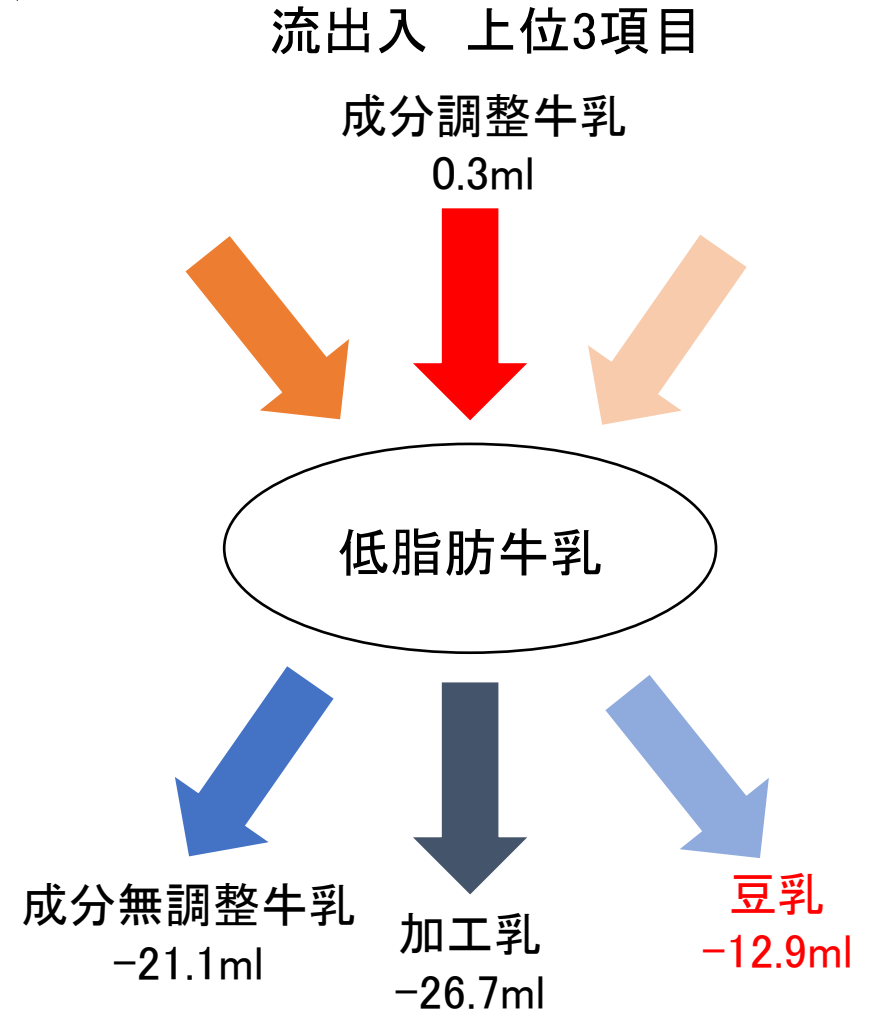 流出入　上位3項目
成分調整牛乳
0.3ml
低脂肪牛乳
成分無調整牛乳
-21.1ml
加工乳
-26.7ml
豆乳
-12.9ml